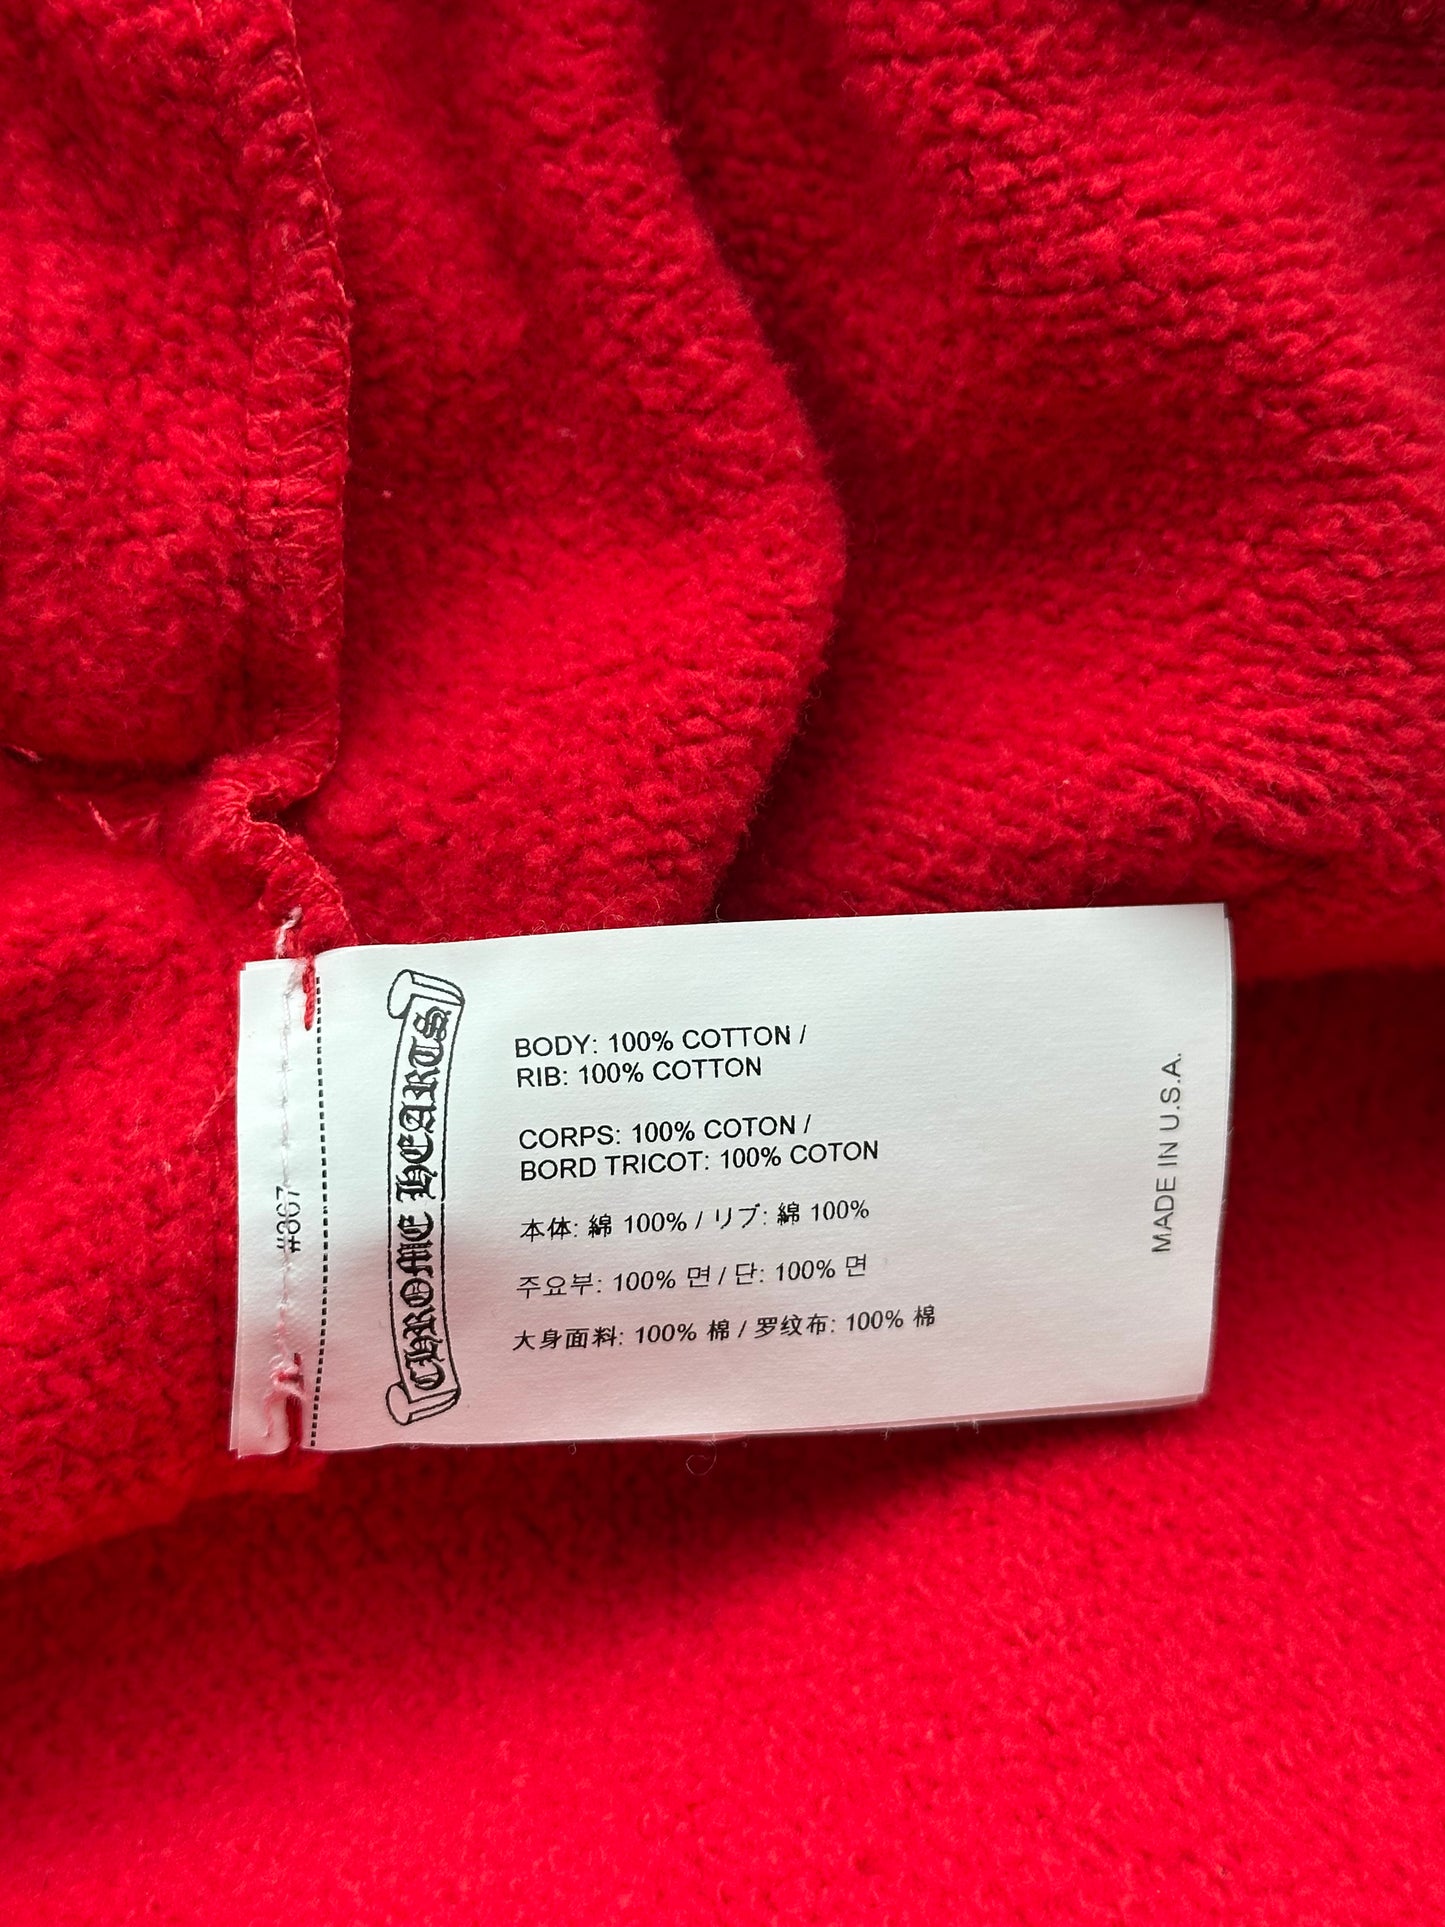 CHROME HEARTS
BODY: 100% COTTON /
RIB: 100% COTTON
CORPS: 100% COTON /
BORD TRICOT: 100% COTON
本体: 綿 100% / リブ: 綿 100%
주요부: 100% 면 / 단: 100% 면
大身面料: 100% 棉 / 罗纹布: 100% 棉
MADE IN U.S.A.